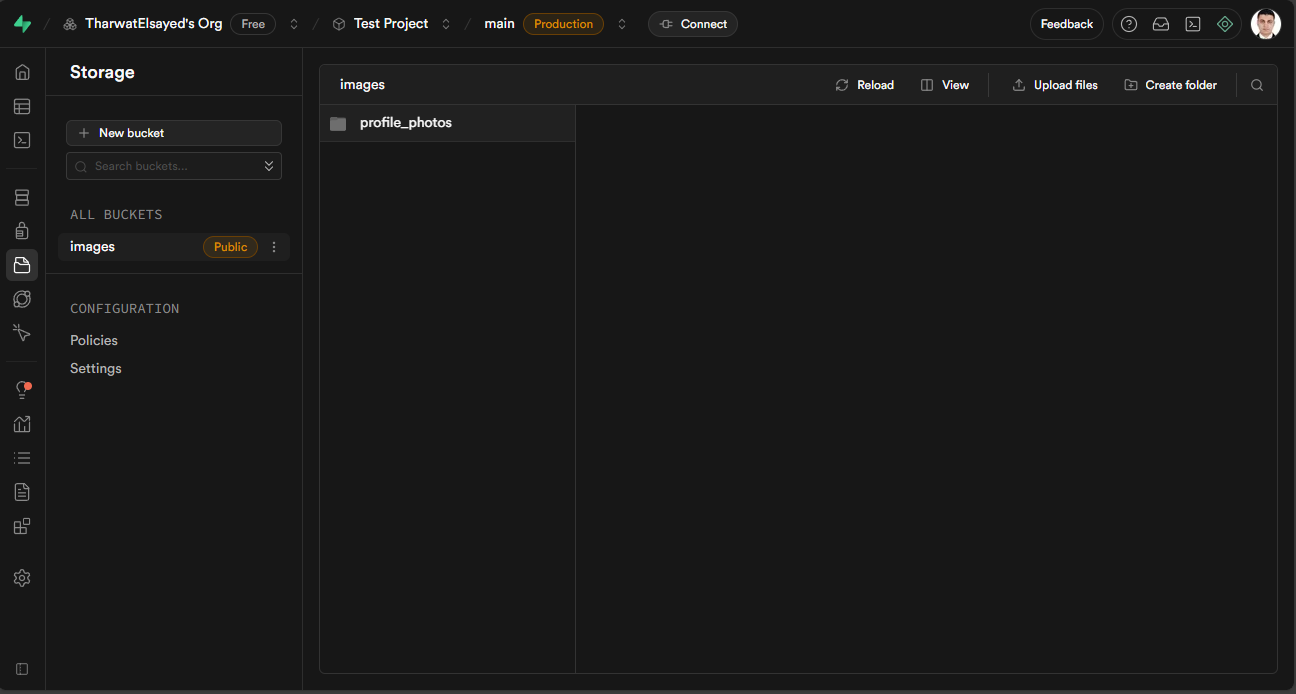 TharwatElsayed's Org Free Test Project main Production Connect Feedback
Storage
New bucket
Search buckets...
ALL BUCKETS
images Public
CONFIGURATION
Policies
Settings
images Reload View Upload files Create folder
profile_photos